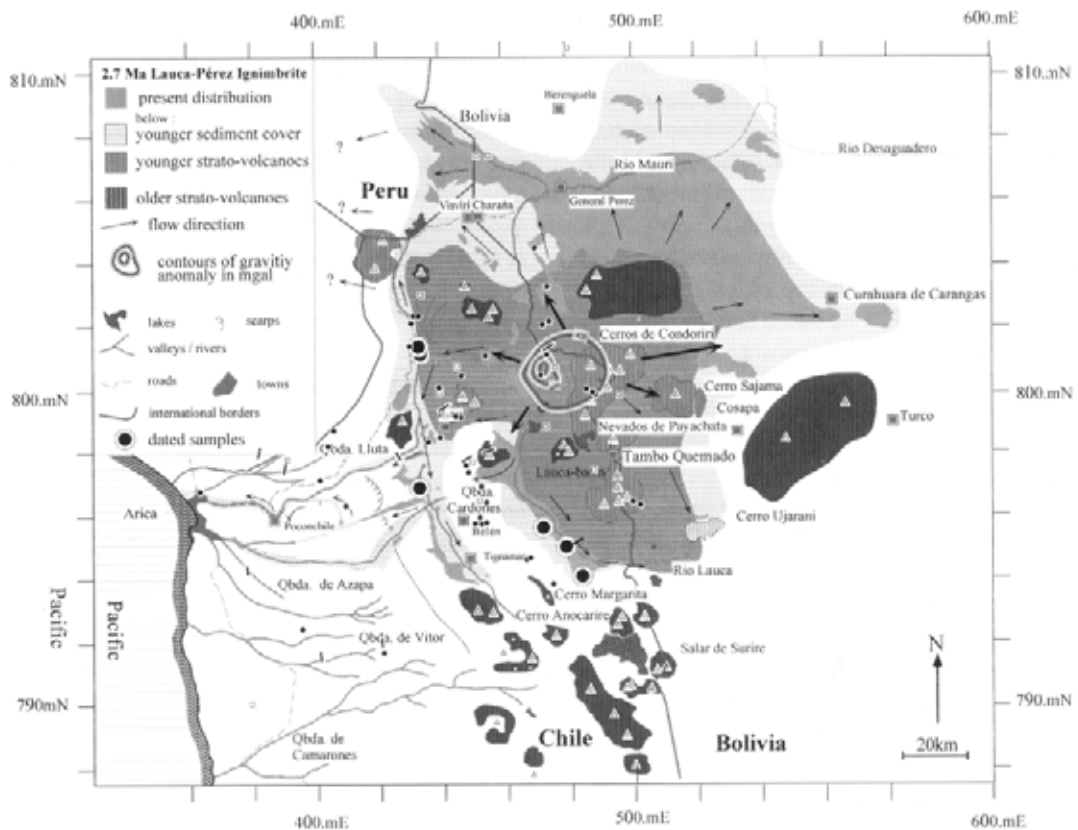 400.mE
500.mE
600.mE
810.mN
810.mN
2.7 Ma Lauca-Pérez Ignimbrite
present distribution
below :
younger sediment cover
younger strato-volcanoes
older strato-volcanoes
flow direction
contours of gravitiy
anomaly in mgal
lakes
scarps
valleys / rivers
roads
towns
international borders
dated samples
Berenguela
Bolivia
Rio Desaguadero
Rio Mauri
?
Peru
General Perez
Visviri Charaña
?
?
Curahuara de Carangas
Cerros de Condoriri
800.mN
800.mN
Cerro Sajama
Cosapa
Turco
Nevados de Payachata
Qbda. Lluta
Tambo Quemado
Lauca-basin
Qbda.
Cardones
Belen
Cerro Ujarani
Arica
Poconchile
Tignamar
Rio Lauca
Qbda. de Azapa
Cerro Margarita
Cerro Anocarire
Pacific
Pacific
Qbda. de Vitor
Salar de Surire
N
790mN
790.mN
Chile
Bolivia
Qbda. de
Camarones
20km
400.mE
500.mE
600.mE